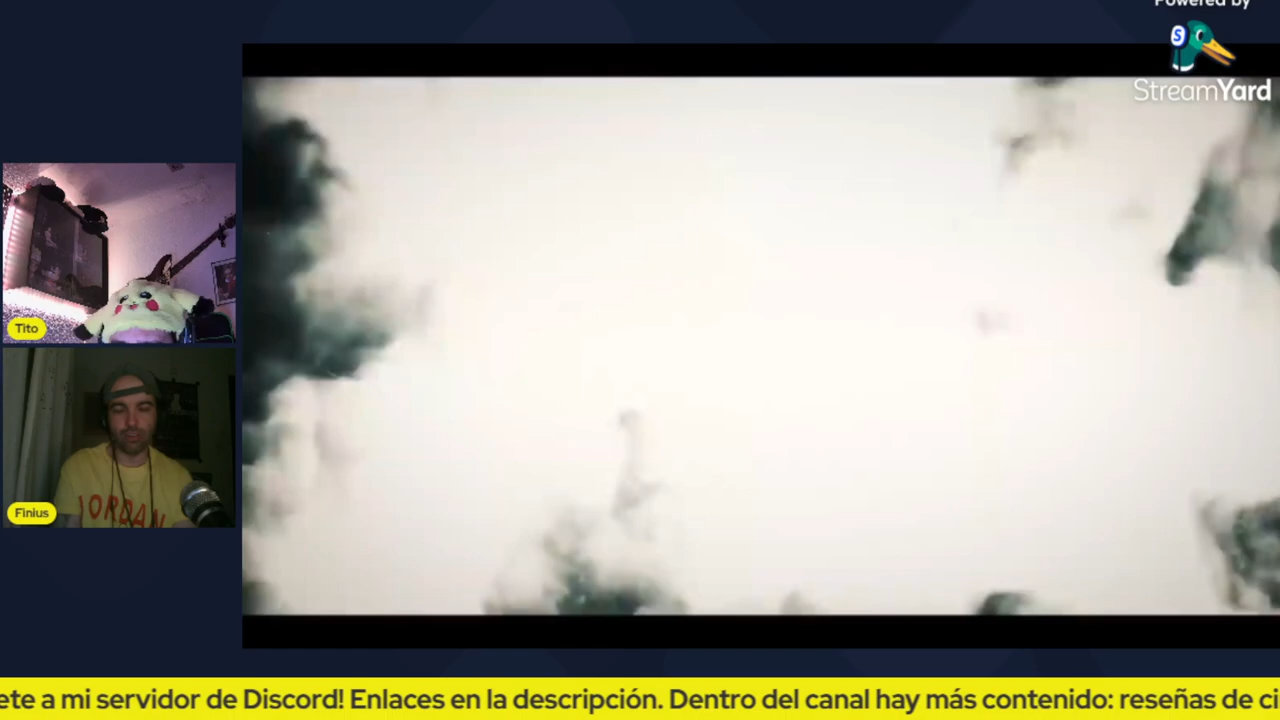 Powered by
StreamYard
Tito
Finius
JORDAN
ete a mi servidor de Discord! Enlaces en la descripción. Dentro del canal hay más contenido: reseñas de ci